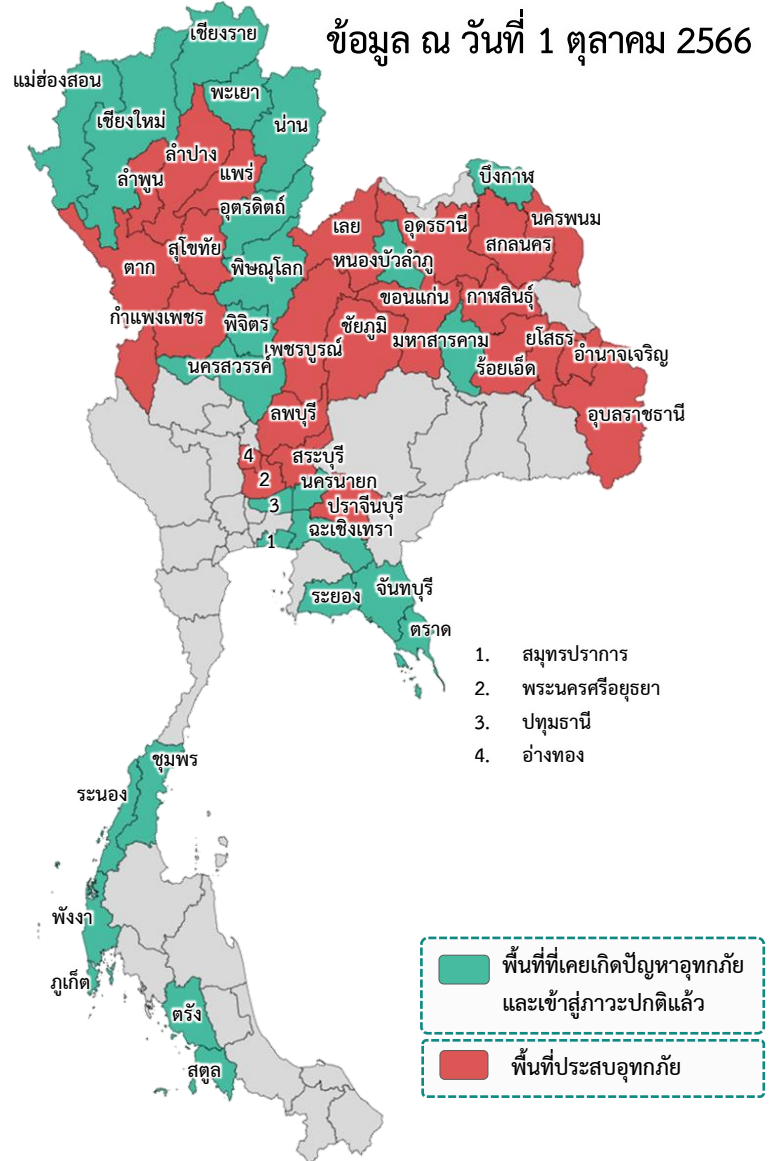 ข้อมูล ณ วันที่ 1 ตุลาคม 2566
เชียงราย
แม่ฮ่องสอน
พะเยา
เชียงใหม่
น่าน
ลำปาง
แพร่
ลำพูน
บึงกาฬ
อุตรดิตถ์
นครพนม
เลย
อุดรธานี
สกลนคร
สุโขทัย
หนองบัวลำภู
ตาก
พิษณุโลก
ขอนแก่น
กาฬสินธุ์
กำแพงเพชร
พิจิตร
ชัยภูมิ
มหาสารคาม
ยโสธร
เพชรบูรณ์
อำนาจเจริญ
นครสวรรค์
ร้อยเอ็ด
ลพบุรี
อุบลราชธานี
4
สระบุรี
2
นครนายก
3
ปราจีนบุรี
ฉะเชิงเทรา
1
ระยอง
จันทบุรี
ตราด
1. สมุทรปราการ
2. พระนครศรีอยุธยา
3. ปทุมธานี
4. อ่างทอง
ชุมพร
ระนอง
พังงา
ภูเก็ต
ตรัง
สตูล
พื้นที่ที่เคยเกิดปัญหาอุทกภัย
และเข้าสู่ภาวะปกติแล้ว
พื้นที่ประสบอุทกภัย